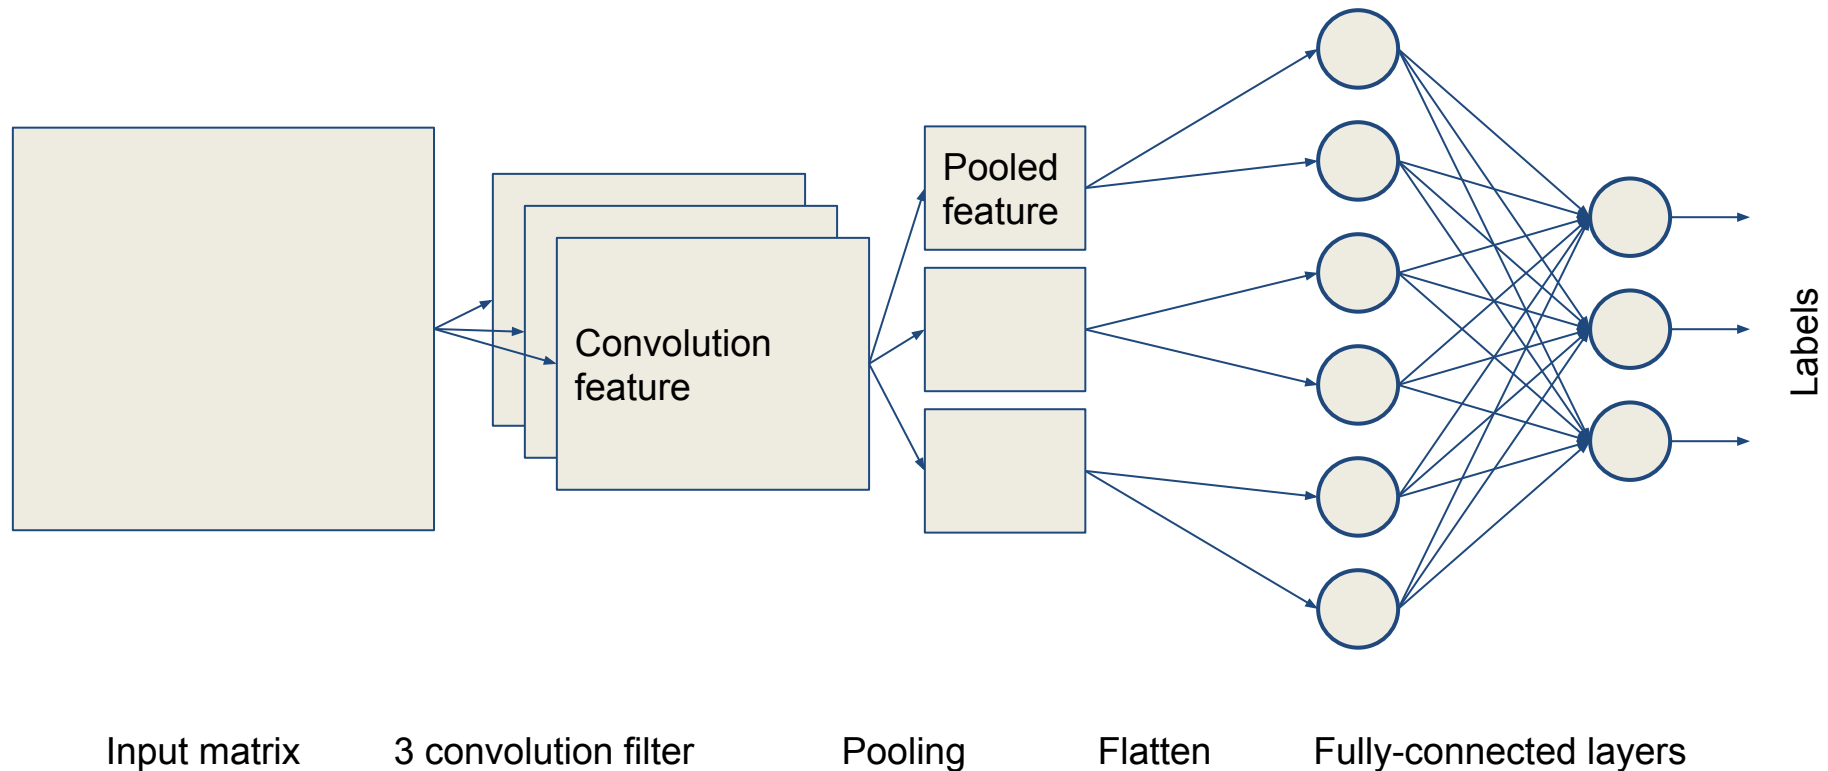 Pooled
feature
Convolution
feature
Labels
Input matrix
3 convolution filter
Pooling
Flatten
Fully-connected layers